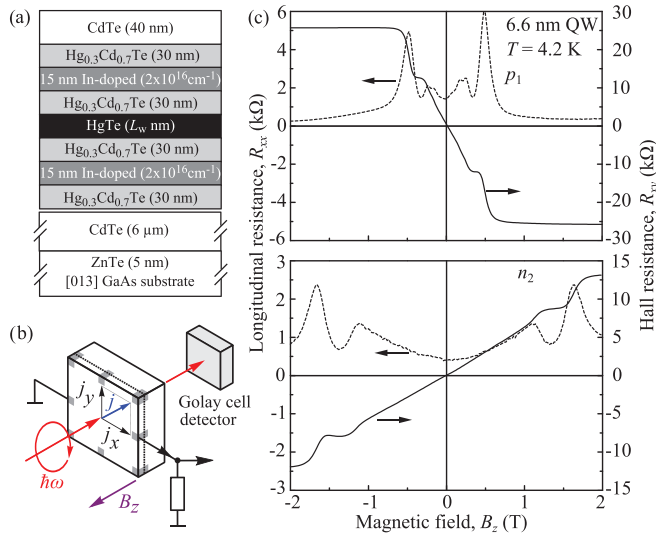 (a)
CdTe (40 nm)
Hg0.3Cd0.7Te (30 nm)
15 nm In-doped (2x10^16cm^-1)
Hg0.3Cd0.7Te (30 nm)
HgTe (Lw nm)
Hg0.3Cd0.7Te (30 nm)
15 nm In-doped (2x10^16cm^-1)
Hg0.3Cd0.7Te (30 nm)
CdTe (6 μm)
ZnTe (5 nm)
[013] GaAs substrate
(b)
Golay cell
detector
jy
j
jx
ħω
Bz
(c)
6.6 nm QW
T = 4.2 K
p1
6
3
0
-3
-6
30
20
10
0
-10
-20
-30
n2
3
2
1
0
-1
-2
-3
15
10
5
0
-5
-10
-15
-2
-1
0
1
2
Longitudinal resistance, Rxx (kΩ)
Hall resistance, Rxy (kΩ)
Magnetic field, Bz (T)